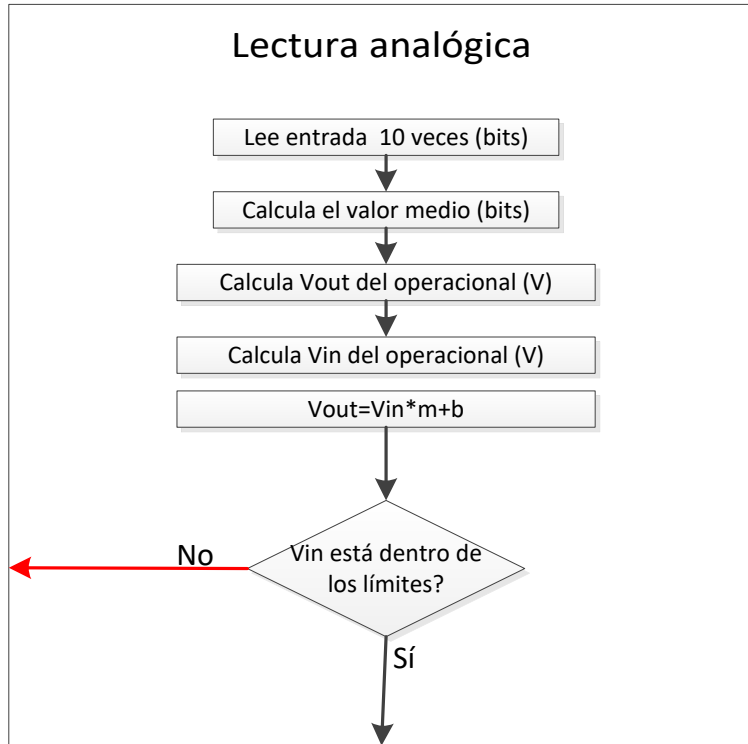 Lectura analógica
Lee entrada 10 veces (bits)
Calcula el valor medio (bits)
Calcula Vout del operacional (V)
Calcula Vin del operacional (V)
Vout=Vin*m+b
Vin está dentro de
los límites?
No
Sí